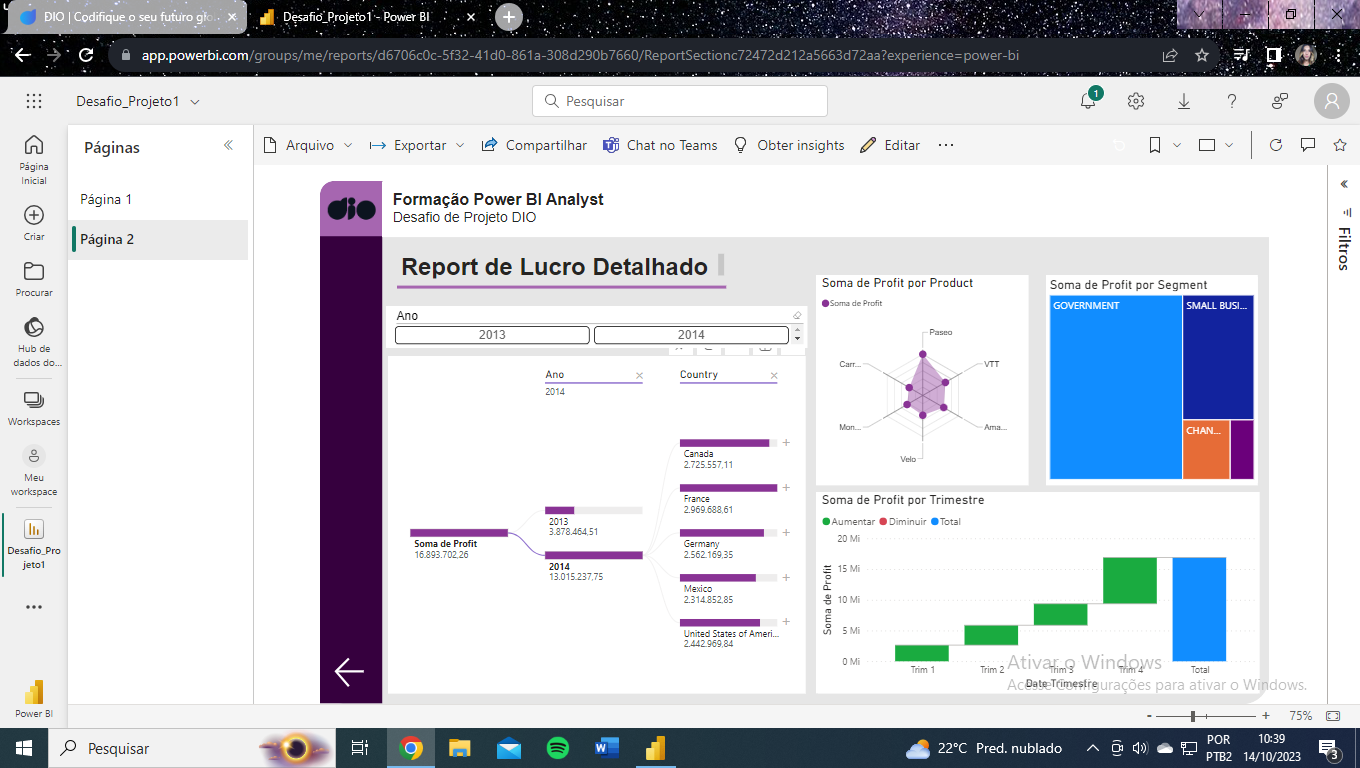 DIO | Codifique o seu futuro glo
Desafio_Projeto1 - Power BI
app.powerbi.com/groups/me/reports/d6706c0c-5f32-41d0-861a-308d290b7660/ReportSectionc72472d212a5663d72aa?experience=power-bi
Desafio_Projeto1
Pesquisar
1
Página
Inicial
Criar
Procurar
Hub de
dados do...
Workspaces
Meu
workspace
Desafio_Pro
jeto1
Power BI
Páginas
Página 1
Página 2
Arquivo
Exportar
Compartilhar
Chat no Teams
Obter insights
Editar
Filtros
dio
Formação Power BI Analyst
Desafio de Projeto DIO
Report de Lucro Detalhado
Ano
2013
2014
Ano
2014
Country
Soma de Profit
16.893.702,26
2013
3.878.464,51
2014
13.015.237,75
Canada
2.725.557,11
France
2.969.688,61
Germany
2.562.169,35
Mexico
2.314.852,85
United States of Ameri...
2.442.969,84
Soma de Profit por Product
Soma de Profit
Paseo
VTT
Ama...
Velo
Mon...
Carr...
Soma de Profit por Segment
GOVERNMENT
SMALL BUSI...
CHAN...
Soma de Profit por Trimestre
Aumentar
Diminuir
Total
Soma de Profit
20 Mi
15 Mi
10 Mi
5 Mi
0 Mi
Trim 1
Trim 2
Trim 3
Trim 4
Total
Date Trimestre
Ativar o Windows
Acesse Configurações para ativar o Windows.
75%
Pesquisar
22°C Pred. nublado
POR
PTB2
10:39
14/10/2023
3